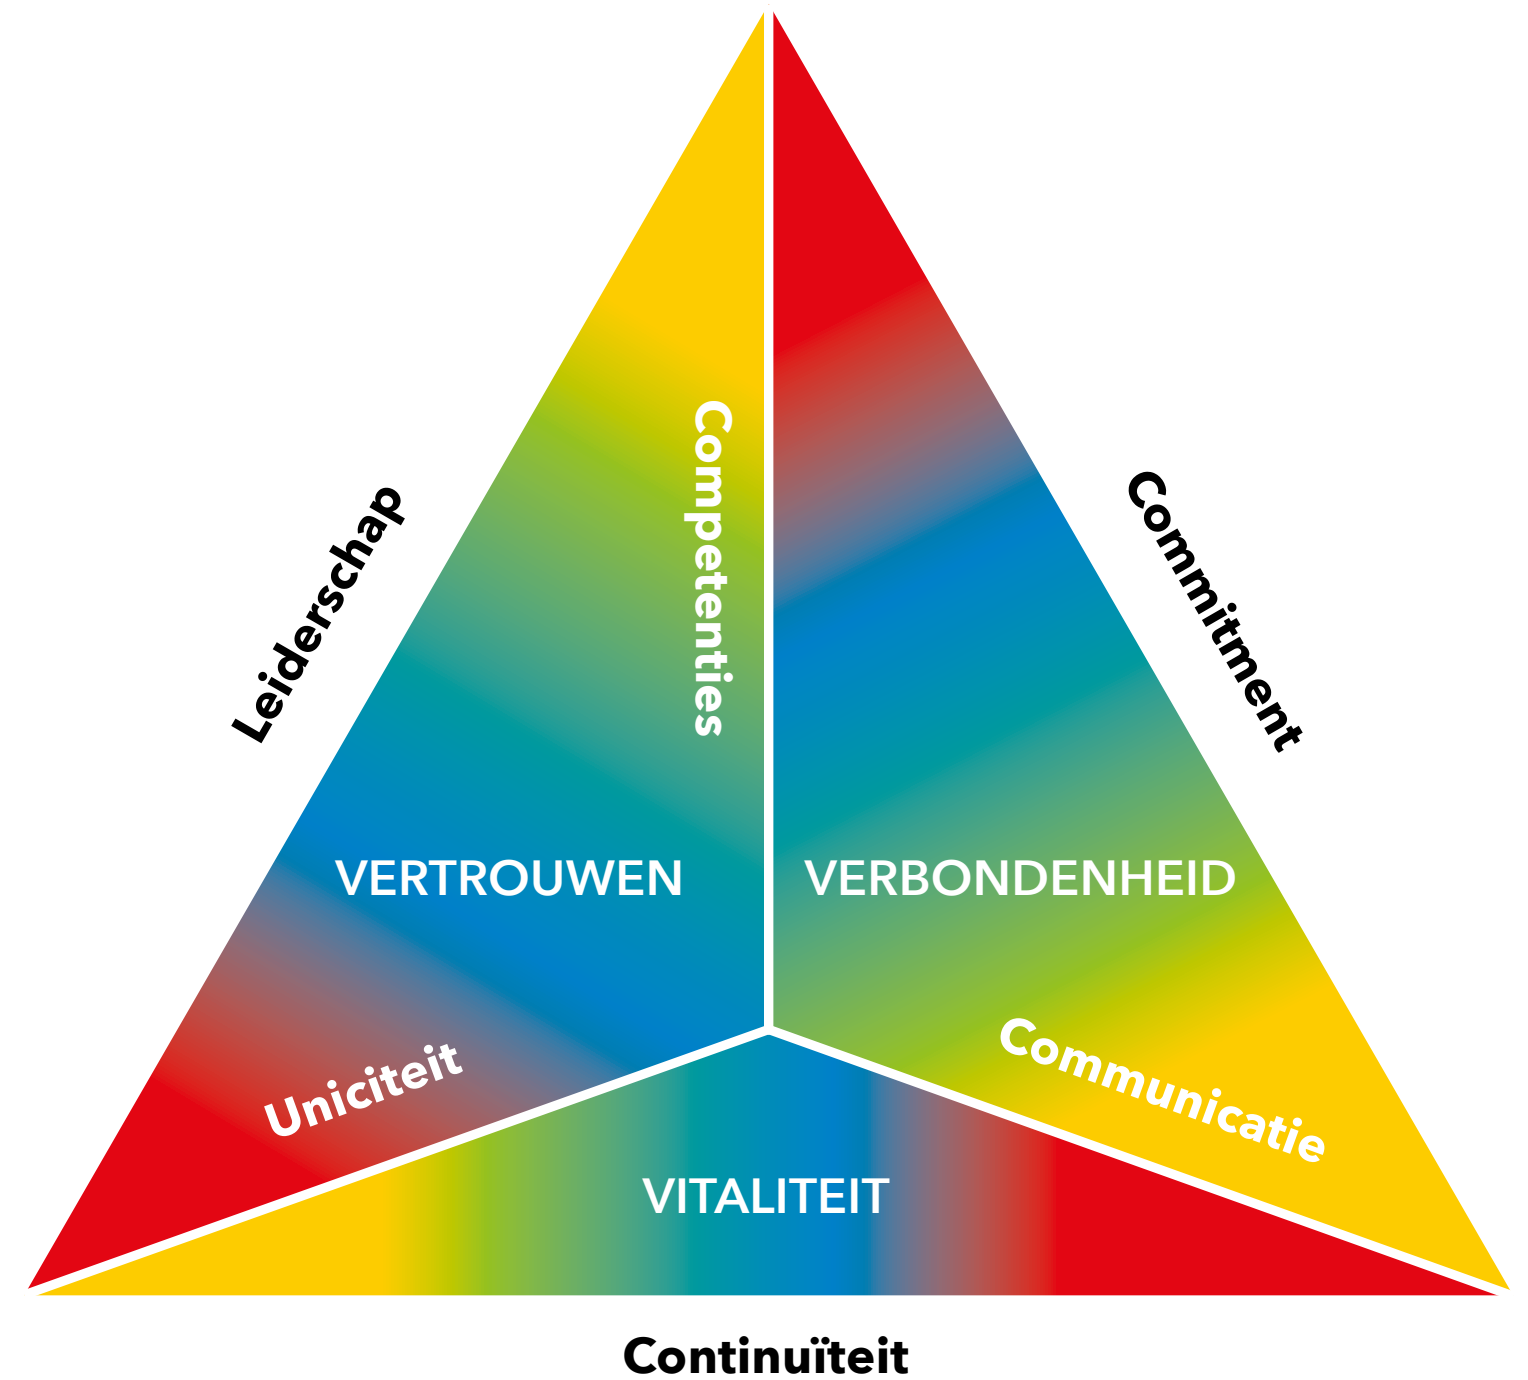 Leiderschap
Competenties
Commitment
VERTROUWEN
VERBONDENHEID
Uniciteit
Communicatie
VITALITEIT
Continuïteit